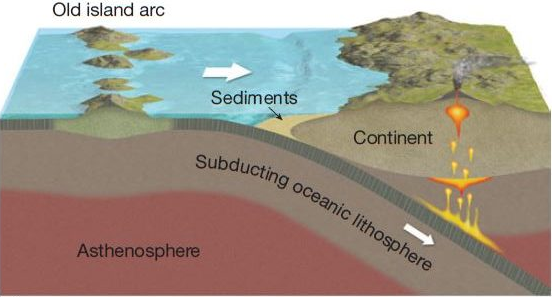 Old island arc
Sediments
Continent
Subducting oceanic lithosphere
Asthenosphere